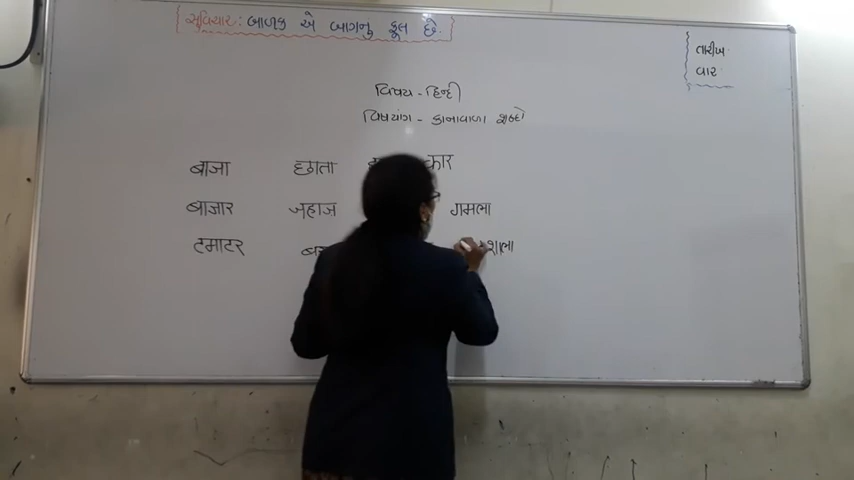 સુવિચાર: બાળક એ બાગનુ ફૂલ છે.
તારીખ
વાર
વિષય - હિન્દી
વિષયાંગ - કાનાવાળા શબ્દો
बाजा छाता कार
बाजार जहाज गमला
टमाटर शाला